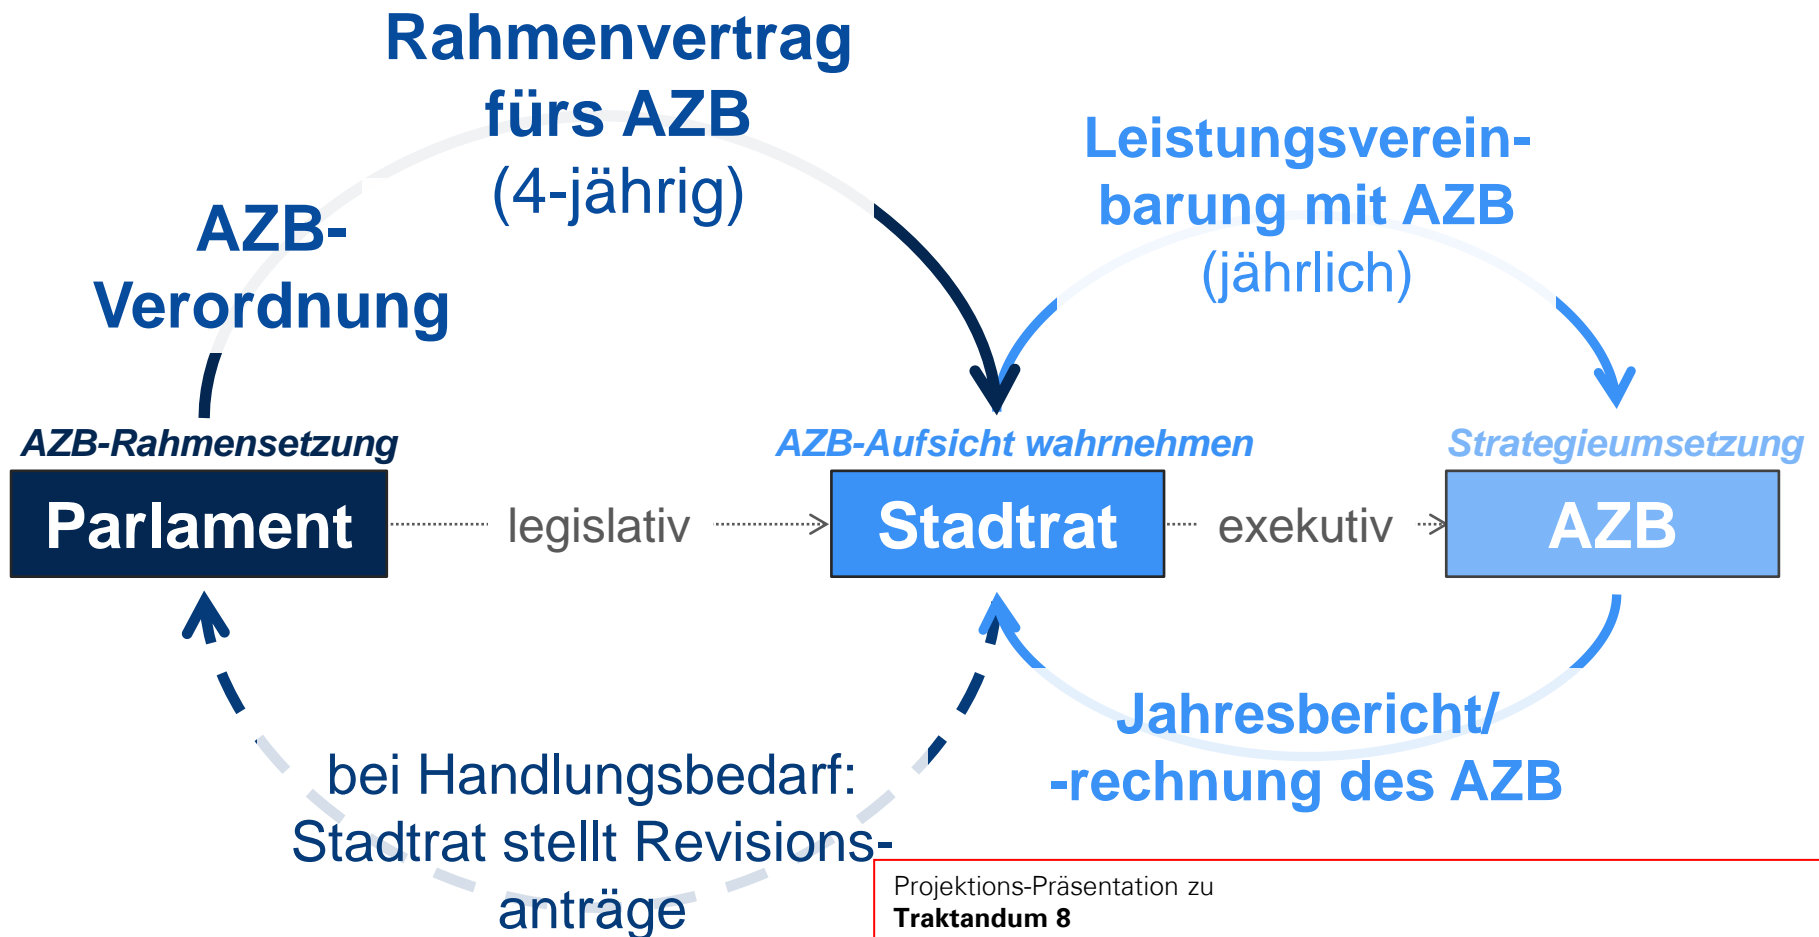 Rahmenvertrag
fürs AZB
(4-jährig)
AZB-
Verordnung
Leistungsverein-
barung mit AZB
(jährlich)
AZB-Rahmensetzung
AZB-Aufsicht wahrnehmen
Strategieumsetzung
Parlament
legislativ
Stadtrat
exekutiv
AZB
bei Handlungsbedarf:
Stadtrat stellt Revisions-
anträge
Jahresbericht/
-rechnung des AZB
Projektions-Präsentation zu
Traktandum 8